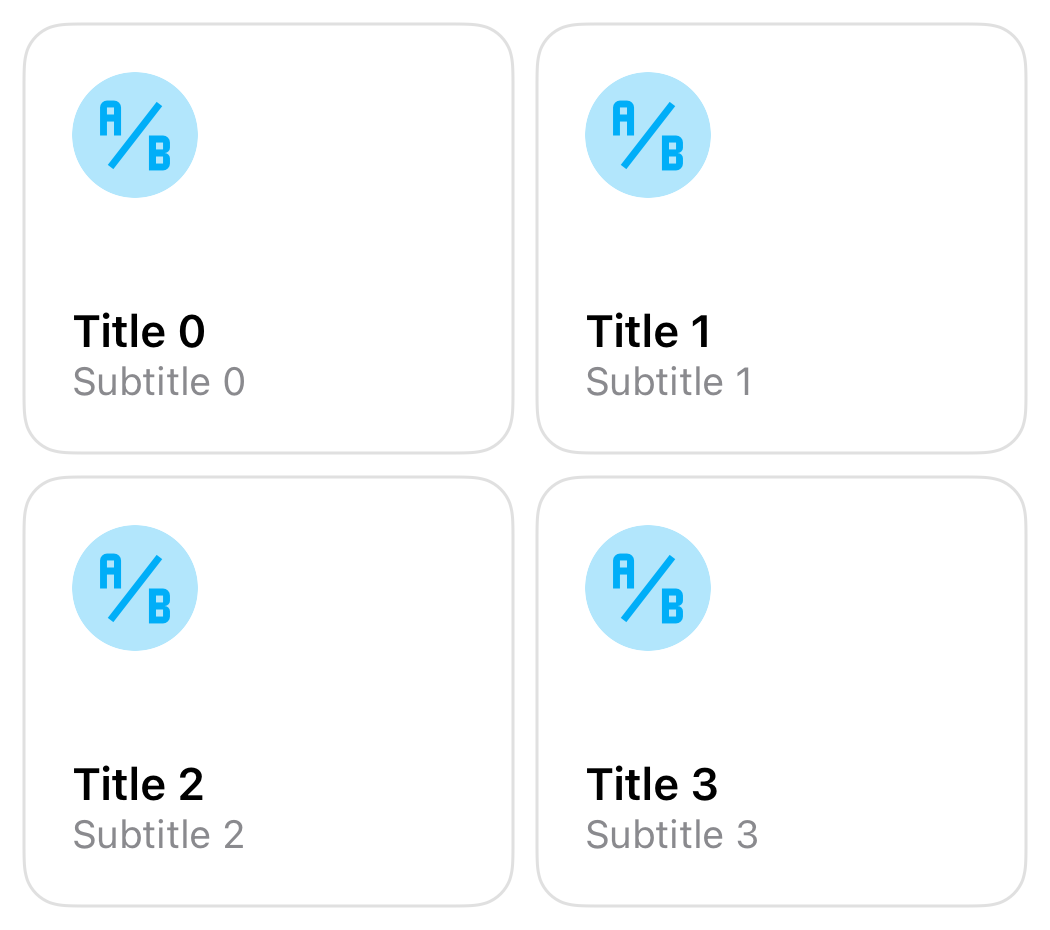 A/B
A/B
Title 0
Title 1
Subtitle 0
Subtitle 1
A/B
A/B
Title 2
Title 3
Subtitle 2
Subtitle 3